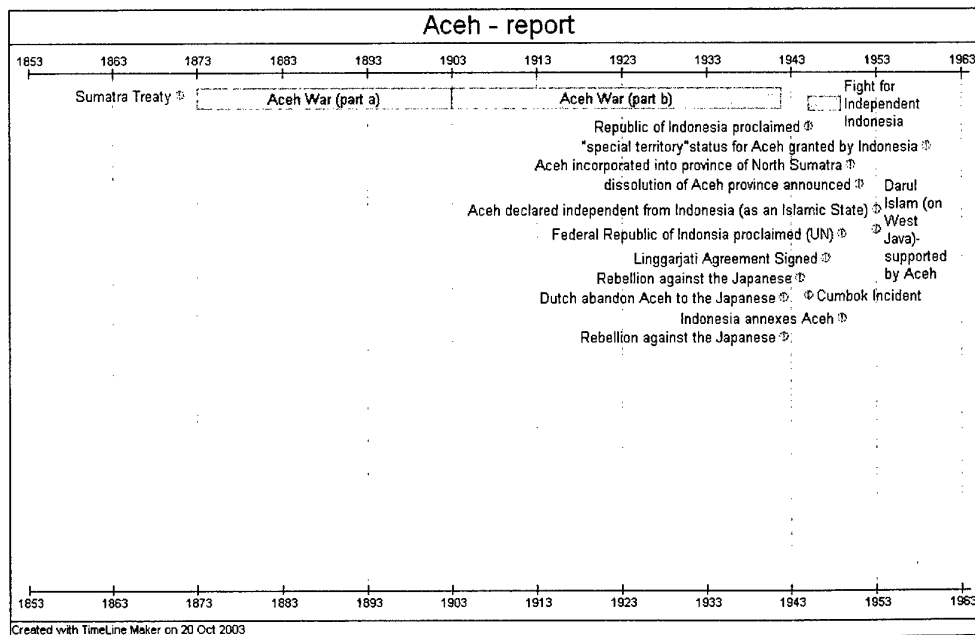 Aceh - report
1853 1863 1873 1883 1893 1903 1913 1923 1933 1943 1953 1963
Sumatra Treaty
Aceh War (part a)
Aceh War (part b)
Fight for
Independent
Indonesia
Republic of Indonesia proclaimed
"special territory"status for Aceh granted by Indonesia
Aceh incorporated into province of North Sumatra
dissolution of Aceh province announced
Aceh declared independent from Indonesia (as an Islamic State)
Darul
Islam (on
West
Java)-
supported
by Aceh
Federal Republic of Indonsia proclaimed (UN)
Linggarjati Agreement Signed
Rebellion against the Japanese
Dutch abandon Aceh to the Japanese
Cumbok Incident
Indonesia annexes Aceh
Rebellion against the Japanese
1853 1863 1873 1883 1893 1903 1913 1923 1933 1943 1953 1963
Created with TimeLine Maker on 20 Oct 2003